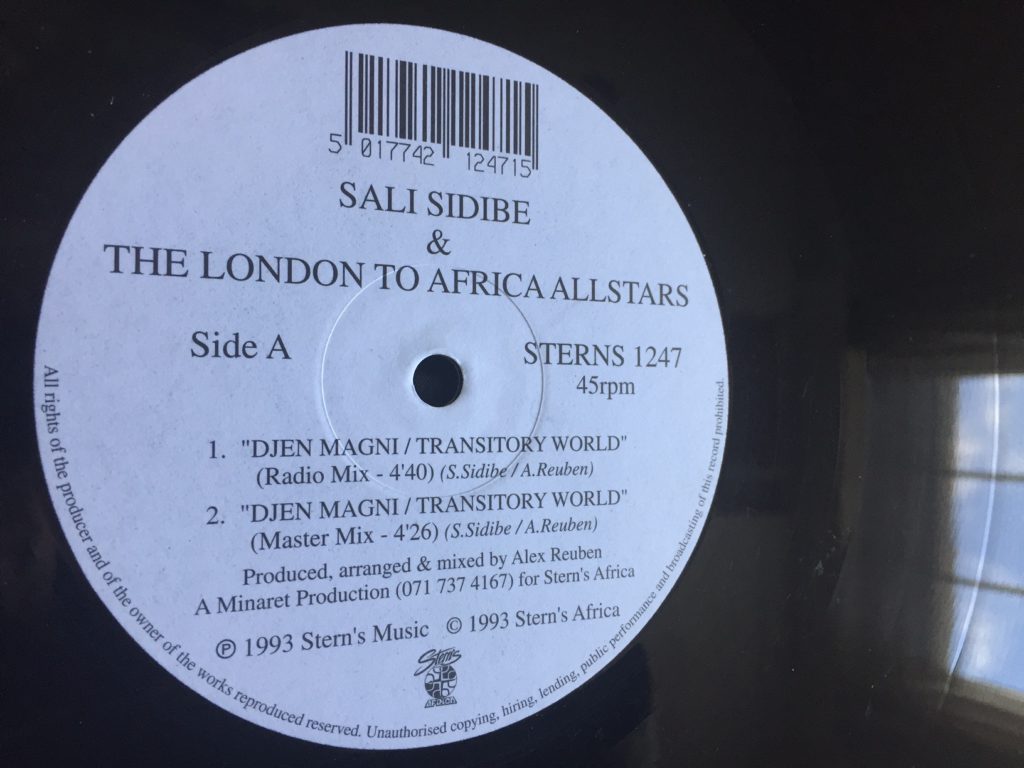 5 017742 124715
SALI SIDIBE
&
THE LONDON TO AFRICA ALLSTARS
Side A
STERNS 1247
45rpm
1. "DJEN MAGNI / TRANSITORY WORLD"
(Radio Mix - 4'40) (S.Sidibe / A.Reuben)
2. "DJEN MAGNI / TRANSITORY WORLD"
(Master Mix - 4'26) (S.Sidibe / A.Reuben)
Produced, arranged & mixed by Alex Reuben
A Minaret Production (071 737 4167) for Stern's Africa
℗ 1993 Stern's Music © 1993 Stern's Africa
Stern's
AFRICA
All rights of the producer and of the owner of the works reproduced reserved. Unauthorised copying, hiring, lending, public performance and broadcasting of this record prohibited.